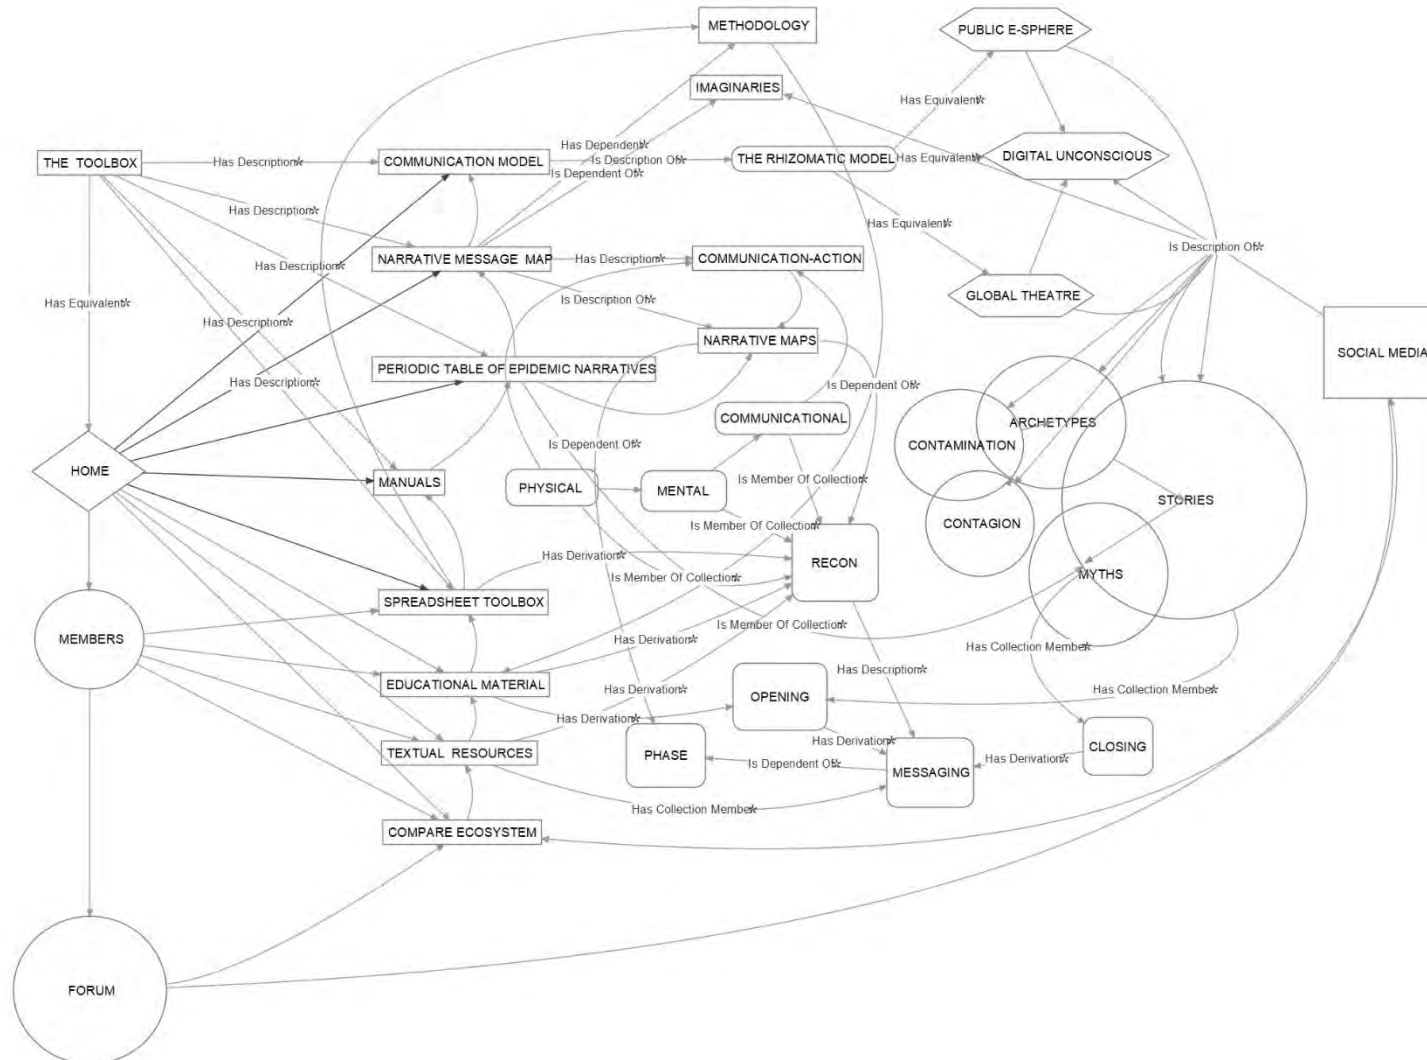 METHODOLOGY
PUBLIC E-SPHERE
IMAGINARIES
Has Equivalent*
Has Dependent*
THE TOOLBOX
Has Description*
COMMUNICATION MODEL
Is Description Of*
THE RHIZOMATIC MODEL
Has Equivalent*
DIGITAL UNCONSCIOUS
Is Dependent Of*
Has Description*
Has Equivalent*
Is Description Of*
NARRATIVE MESSAGE MAP
Has Description*
COMMUNICATION-ACTION
Has Description*
GLOBAL THEATRE
Has Equivalent*
Is Description Of*
Has Description*
NARRATIVE MAPS
SOCIAL MEDIA
PERIODIC TABLE OF EPIDEMIC NARRATIVES
Has Description*
Is Dependent Of*
COMMUNICATIONAL
ARCHETYPES
CONTAMINATION
Is Dependent Of*
HOME
MANUALS
PHYSICAL
MENTAL
Is Member Of Collection*
STORIES
CONTAGION
Is Member Of Collection*
Has Derivation*
RECON
MYTHS
Is Member Of Collection*
SPREADSHEET TOOLBOX
Is Member Of Collection*
MEMBERS
Has Derivation*
Has Collection Member*
EDUCATIONAL MATERIAL
Has Description*
Has Derivation*
OPENING
Has Collection Member*
Has Derivation*
TEXTUAL RESOURCES
PHASE
Has Derivation*
CLOSING
Is Dependent Of*
MESSAGING
Has Derivation*
Has Collection Member*
COMPARE ECOSYSTEM
FORUM